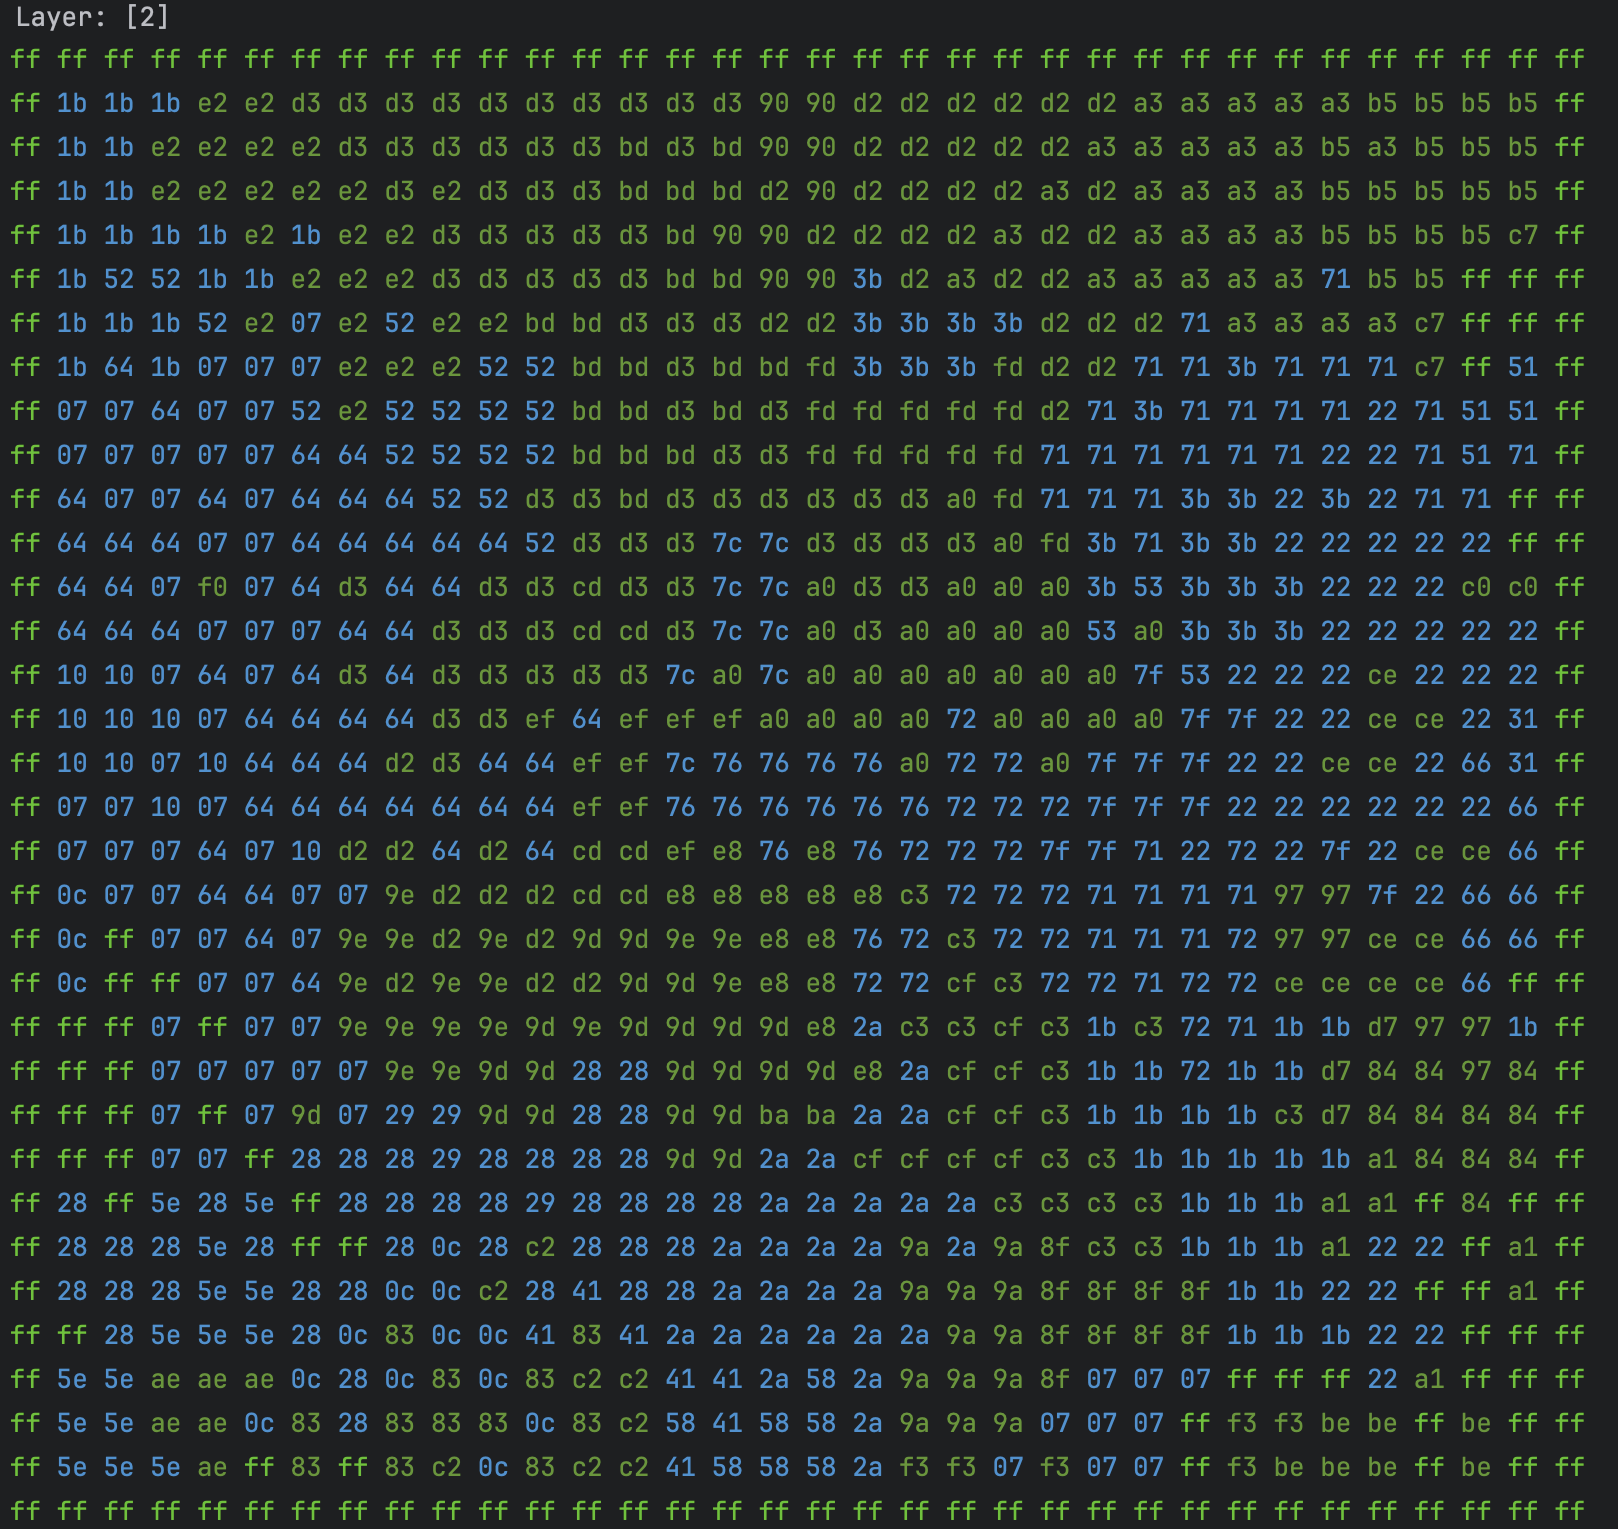 Layer: [2]
ff ff ff ff ff ff ff ff ff ff ff ff ff ff ff ff ff ff ff ff ff ff ff ff ff ff ff ff ff ff ff ff ff ff
ff 1b 1b 1b e2 e2 d3 d3 d3 d3 d3 d3 d3 d3 d3 d3 90 90 d2 d2 d2 d2 d2 d2 a3 a3 a3 a3 a3 b5 b5 b5 b5 ff
ff 1b 1b e2 e2 e2 e2 d3 d3 d3 d3 d3 d3 bd d3 bd 90 90 d2 d2 d2 d2 d2 a3 a3 a3 a3 a3 b5 a3 b5 b5 b5 ff
ff 1b 1b e2 e2 e2 e2 e2 d3 e2 d3 d3 d3 bd bd bd d2 90 d2 d2 d2 d2 a3 d2 a3 a3 a3 a3 b5 b5 b5 b5 b5 ff
ff 1b 1b 1b 1b e2 1b e2 e2 d3 d3 d3 d3 d3 bd 90 90 d2 d2 d2 d2 a3 d2 d2 a3 a3 a3 a3 b5 b5 b5 b5 c7 ff
ff 1b 52 52 1b 1b e2 e2 e2 d3 d3 d3 d3 d3 bd bd 90 90 3b d2 a3 d2 d2 a3 a3 a3 a3 a3 71 b5 b5 ff ff ff
ff 1b 1b 1b 52 e2 07 e2 52 e2 e2 bd bd d3 d3 d3 d2 d2 3b 3b 3b 3b d2 d2 d2 71 a3 a3 a3 a3 c7 ff ff ff
ff 1b 64 1b 07 07 07 e2 e2 e2 52 52 bd bd d3 bd bd fd 3b 3b 3b fd d2 d2 71 71 3b 71 71 71 c7 ff 51 ff
ff 07 07 64 07 07 52 e2 52 52 52 52 bd bd d3 bd d3 fd fd fd fd fd d2 71 3b 71 71 71 71 22 71 51 51 ff
ff 07 07 07 07 07 64 64 52 52 52 52 bd bd bd d3 d3 fd fd fd fd fd 71 71 71 71 71 71 22 22 71 51 71 ff
ff 64 07 07 64 07 64 64 64 52 52 d3 d3 bd d3 d3 d3 d3 d3 d3 a0 fd 71 71 71 3b 3b 22 3b 22 71 71 ff ff
ff 64 64 64 07 07 64 64 64 64 64 52 d3 d3 d3 7c 7c d3 d3 d3 d3 a0 fd 3b 71 3b 3b 22 22 22 22 22 ff ff
ff 64 64 07 f0 07 64 d3 64 64 d3 d3 cd d3 d3 7c 7c a0 d3 d3 a0 a0 a0 3b 53 3b 3b 3b 22 22 22 c0 c0 ff
ff 64 64 64 07 07 07 64 64 d3 d3 d3 cd cd d3 7c 7c a0 d3 a0 a0 a0 a0 53 a0 3b 3b 3b 22 22 22 22 22 ff
ff 10 10 07 64 07 64 d3 64 d3 d3 d3 d3 d3 7c a0 7c a0 a0 a0 a0 a0 a0 a0 7f 53 22 22 22 ce 22 22 22 ff
ff 10 10 10 07 64 64 64 64 d3 d3 ef 64 ef ef ef a0 a0 a0 a0 72 a0 a0 a0 a0 7f 7f 22 22 ce ce 22 31 ff
ff 10 10 07 10 64 64 64 d2 d3 64 64 ef ef 7c 76 76 76 76 a0 72 72 a0 7f 7f 7f 22 22 ce ce 22 66 31 ff
ff 07 07 10 07 64 64 64 64 64 64 64 ef ef 76 76 76 76 76 76 72 72 72 7f 7f 7f 22 22 22 22 22 22 66 ff
ff 07 07 07 64 07 10 d2 d2 64 d2 64 cd cd ef e8 76 e8 76 72 72 72 7f 7f 71 22 72 22 7f 22 ce ce 66 ff
ff 0c 07 07 64 64 07 07 9e d2 d2 d2 cd cd e8 e8 e8 e8 e8 c3 72 72 72 71 71 71 71 97 97 7f 22 66 66 ff
ff 0c ff 07 07 64 07 9e 9e d2 9e d2 9d 9d 9e 9e e8 e8 76 72 c3 72 72 71 71 71 72 97 97 ce ce 66 66 ff
ff 0c ff ff 07 07 64 9e d2 9e 9e d2 d2 9d 9d 9e e8 e8 72 72 cf c3 72 72 71 72 72 ce ce ce ce 66 ff ff
ff ff ff 07 ff 07 07 9e 9e 9e 9e 9d 9e 9d 9d 9d 9d e8 2a c3 c3 cf c3 1b c3 72 71 1b 1b d7 97 97 1b ff
ff ff ff 07 07 07 07 07 9e 9e 9d 9d 28 28 9d 9d 9d 9d e8 2a cf cf c3 1b 1b 72 1b 1b d7 84 84 97 84 ff
ff ff ff 07 ff 07 9d 07 29 29 9d 9d 28 28 9d 9d ba ba 2a 2a cf cf c3 1b 1b 1b 1b c3 d7 84 84 84 84 ff
ff ff ff 07 07 ff 28 28 28 29 28 28 28 28 9d 9d 2a 2a cf cf cf cf c3 c3 1b 1b 1b 1b 1b a1 84 84 84 ff
ff 28 ff 5e 28 5e ff 28 28 28 28 29 28 28 28 28 2a 2a 2a 2a 2a c3 c3 c3 c3 1b 1b 1b a1 a1 ff 84 ff ff
ff 28 28 28 5e 28 ff ff 28 0c 28 c2 28 28 28 2a 2a 2a 2a 9a 2a 9a 8f c3 c3 1b 1b 1b a1 22 22 ff a1 ff
ff 28 28 28 5e 5e 28 28 0c 0c c2 28 41 28 28 2a 2a 2a 2a 9a 9a 9a 8f 8f 8f 8f 1b 1b 22 22 ff ff a1 ff
ff ff 28 5e 5e 5e 28 0c 83 0c 0c 41 83 41 2a 2a 2a 2a 2a 2a 9a 9a 8f 8f 8f 8f 1b 1b 1b 22 22 ff ff ff
ff 5e 5e ae ae ae 0c 28 0c 83 0c 83 c2 c2 41 41 2a 58 2a 9a 9a 9a 8f 07 07 07 ff ff ff 22 a1 ff ff ff
ff 5e 5e ae ae 0c 83 28 83 83 83 0c 83 c2 58 41 58 58 2a 9a 9a 9a 07 07 07 ff f3 f3 be be ff be ff ff
ff 5e 5e 5e ae ff 83 ff 83 c2 0c 83 c2 c2 41 58 58 58 2a f3 f3 07 f3 07 07 ff f3 be be be ff be ff ff
ff ff ff ff ff ff ff ff ff ff ff ff ff ff ff ff ff ff ff ff ff ff ff ff ff ff ff ff ff ff ff ff ff ff